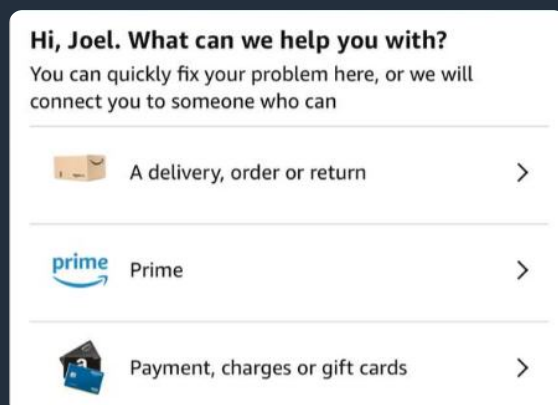 Hi, Joel. What can we help you with?
You can quickly fix your problem here, or we will
connect you to someone who can
A delivery, order or return
prime
Prime
Payment, charges or gift cards